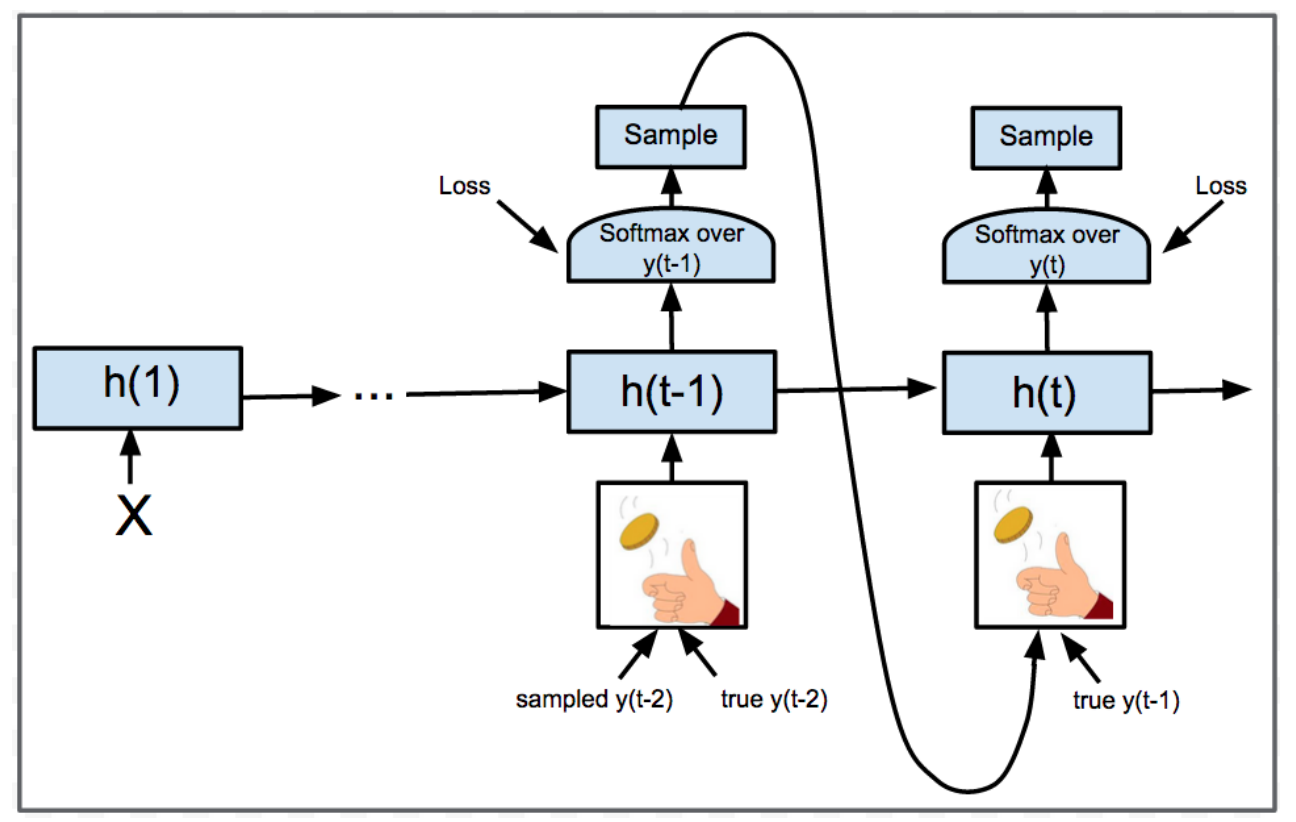 Sample
Sample
Loss
Loss
Softmax over
y(t-1)
Softmax over
y(t)
h(1)
...
h(t-1)
h(t)
X
sampled y(t-2)
true y(t-2)
true y(t-1)